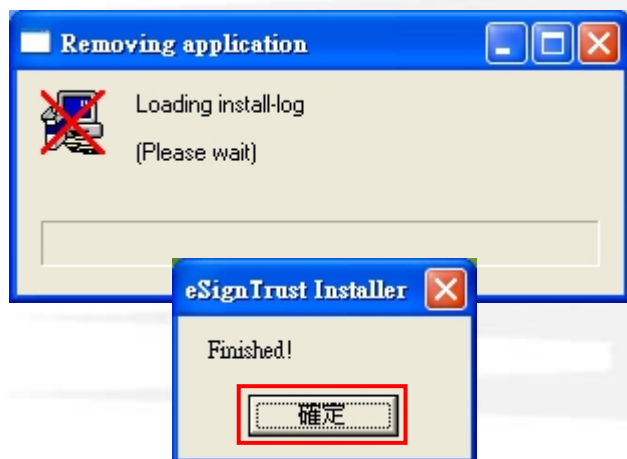 Removing application
Loading install-log
(Please wait)
eSignTrust Installer
Finished!
確定